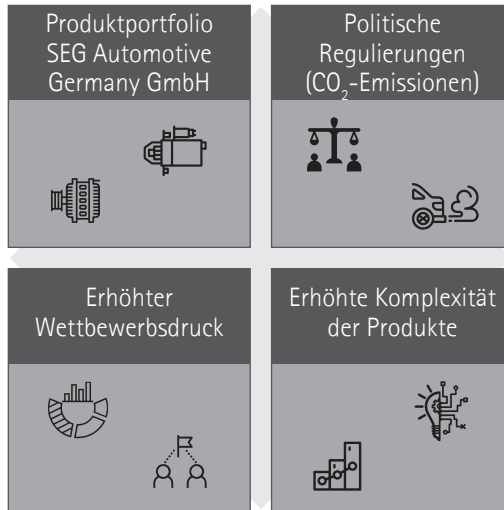 Produktportfolio
SEG Automotive
Germany GmbH
Politische
Regulierungen
(CO₂-Emissionen)
Erhöhter
Wettbewerbsdruck
Erhöhte Komplexität
der Produkte